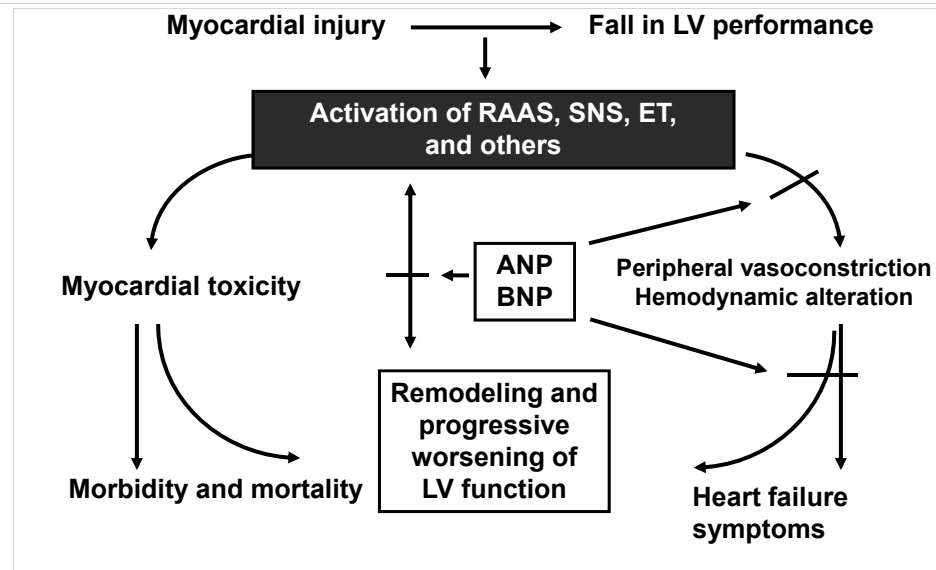 Myocardial injury
Fall in LV performance
Activation of RAAS, SNS, ET,
and others
Myocardial toxicity
ANP
BNP
Peripheral vasoconstriction
Hemodynamic alteration
Remodeling and
progressive
worsening of
LV function
Morbidity and mortality
Heart failure
symptoms